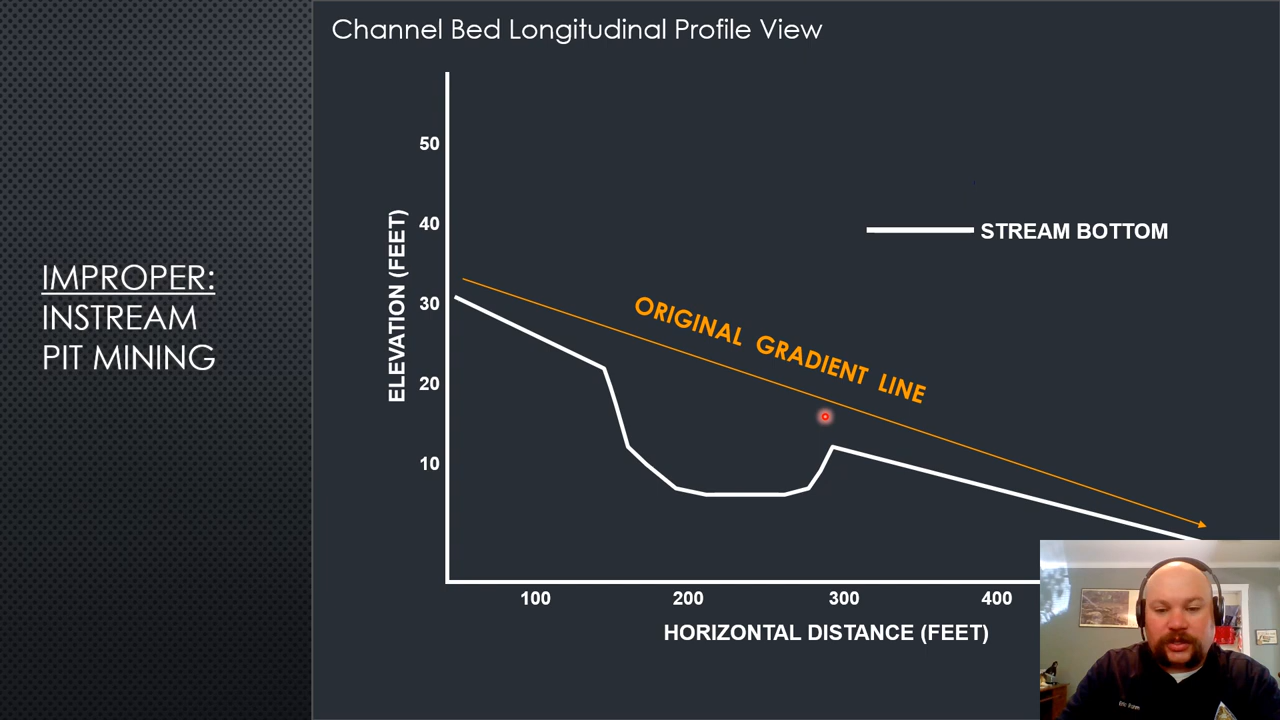 Channel Bed Longitudinal Profile View
IMPROPER:
INSTREAM
PIT MINING
50
40
30
20
10
ELEVATION (FEET)
STREAM BOTTOM
ORIGINAL GRADIENT LINE
100
200
300
400
HORIZONTAL DISTANCE (FEET)